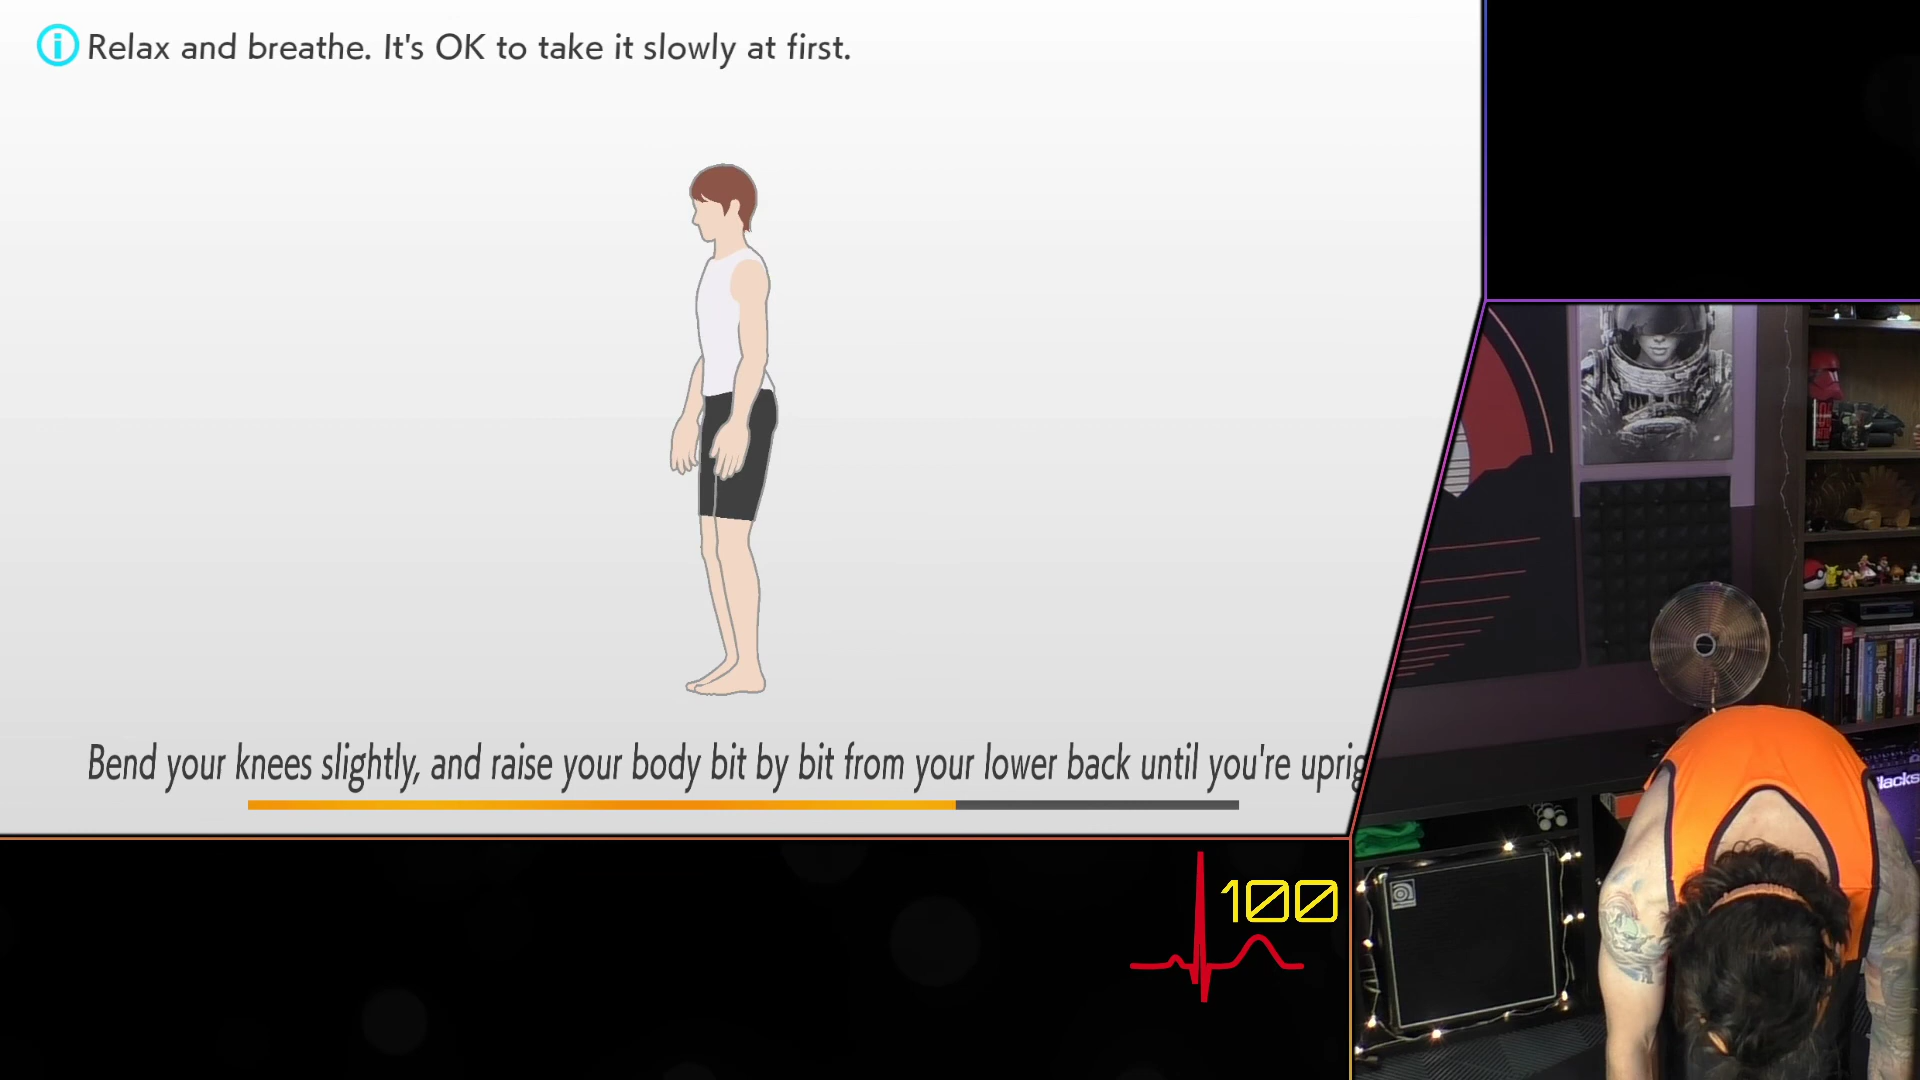 Relax and breathe. It's OK to take it slowly at first.
Bend your knees slightly, and raise your body bit by bit from your lower back until you're uprig
100